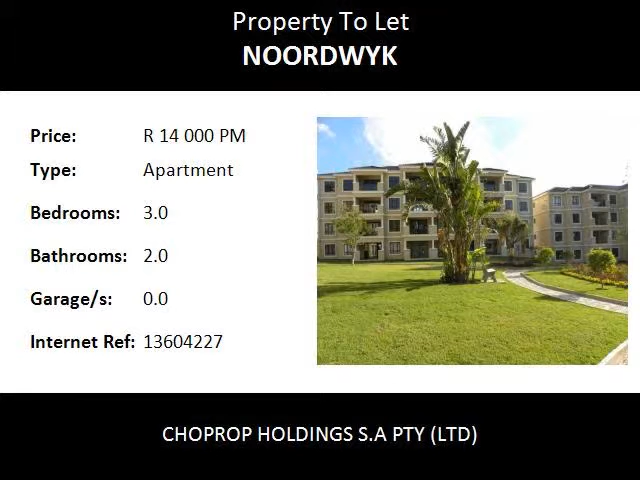 Property To Let
NOORDWYK
Price: R 14 000 PM
Type: Apartment
Bedrooms: 3.0
Bathrooms: 2.0
Garage/s: 0.0
Internet Ref: 13604227
CHOPROP HOLDINGS S.A PTY (LTD)